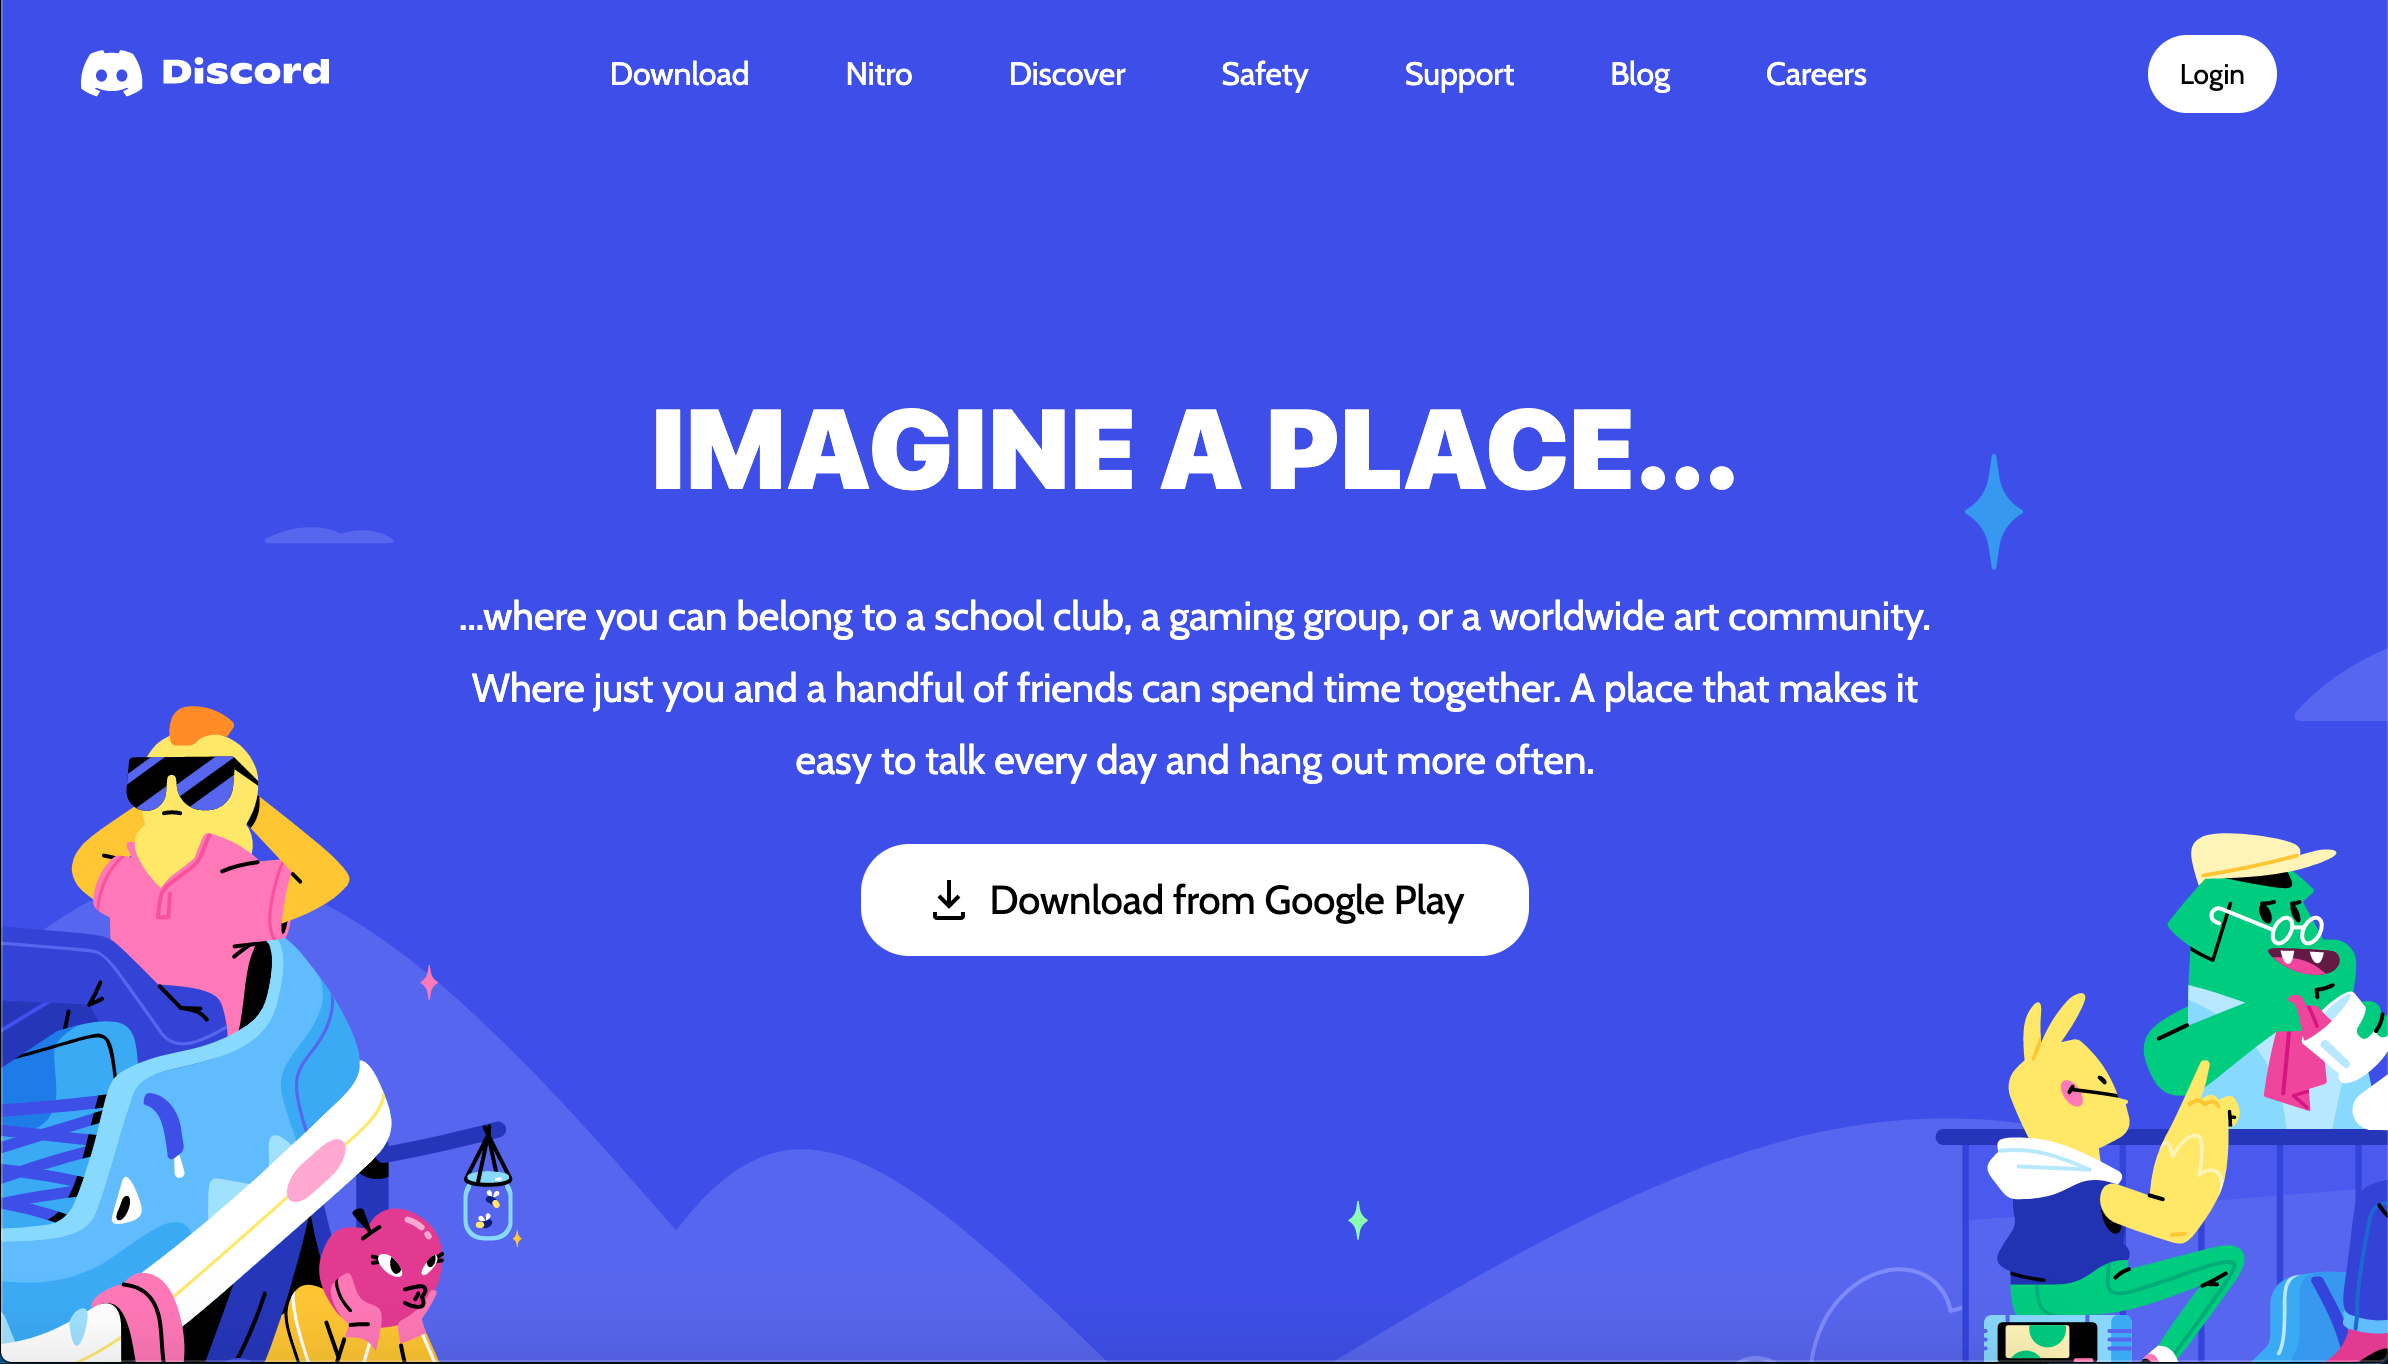 Discord
Download Nitro Discover Safety Support Blog Careers
Login
IMAGINE A PLACE...
...where you can belong to a school club, a gaming group, or a worldwide art community.
Where just you and a handful of friends can spend time together. A place that makes it
easy to talk every day and hang out more often.
Download from Google Play